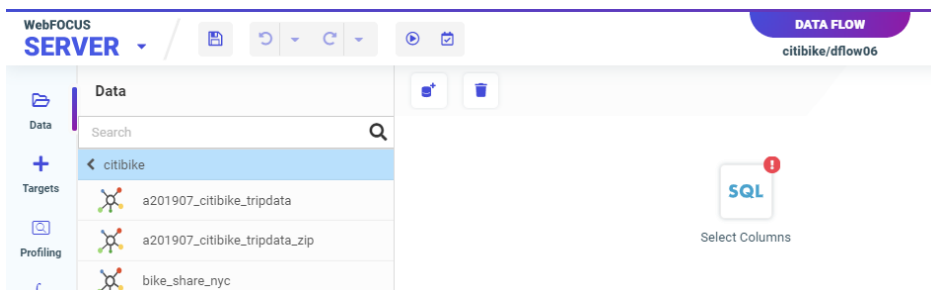 WebFOCUS
SERVER
DATA FLOW
citibike/dflow06
Data
Targets
Profiling
Data
Search
citibike
a201907_citibike_tripdata
a201907_citibike_tripdata_zip
bike_share_nyc
SQL
Select Columns